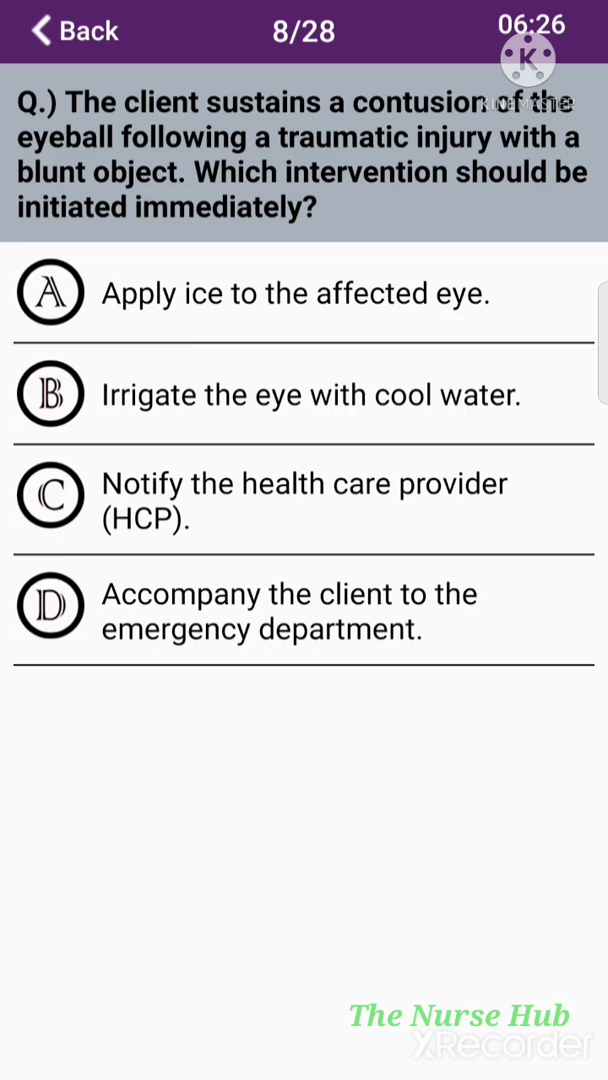 Back 8/28 06:26
K
KINEMASTER
Q.) The client sustains a contusion of the
eyeball following a traumatic injury with a
blunt object. Which intervention should be
initiated immediately?
A Apply ice to the affected eye.
B Irrigate the eye with cool water.
C Notify the health care provider
(HCP).
D Accompany the client to the
emergency department.
The Nurse Hub
XRecorder